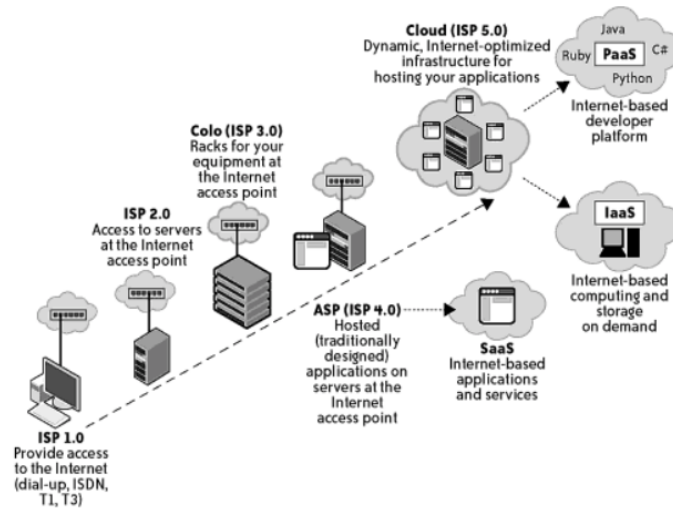 Cloud (ISP 5.0)
Dynamic, Internet-optimized
infrastructure for
hosting your applications
Java
Ruby
PaaS
C#
Python
Internet-based
developer
platform
Colo (ISP 3.0)
Racks for your
equipment at
the Internet
access point
ISP 2.0
Access to servers
at the Internet
access point
IaaS
Internet-based
computing and
storage
on demand
ASP (ISP 4.0)
Hosted
(traditionally
designed)
applications on
servers at the
Internet
access point
SaaS
Internet-based
applications
and services
ISP 1.0
Provide access
to the Internet
(dial-up, ISDN,
T1, T3)